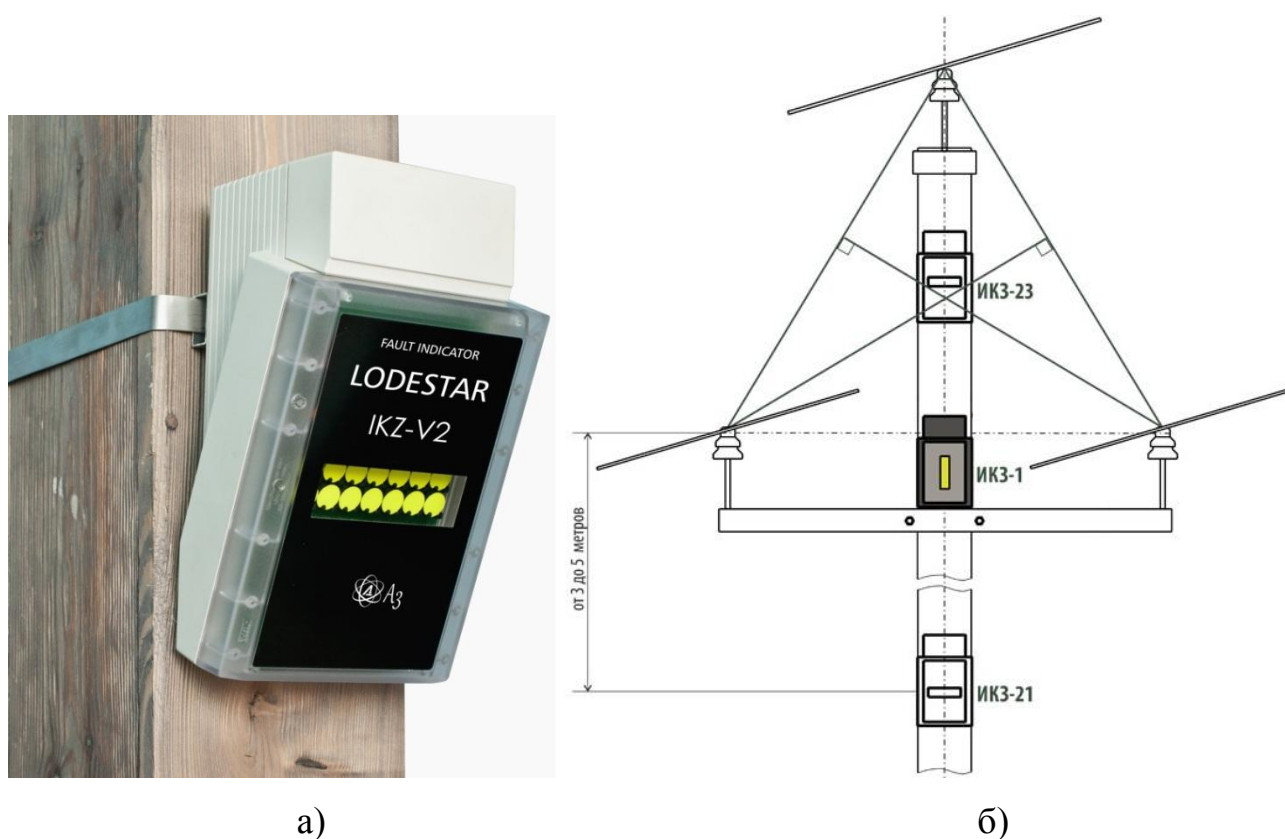 FAULT INDICATOR
LODESTAR
IKZ-V2
A3
ИКЗ-23
ИКЗ-1
от 3 до 5 метров
ИКЗ-21
а)
б)